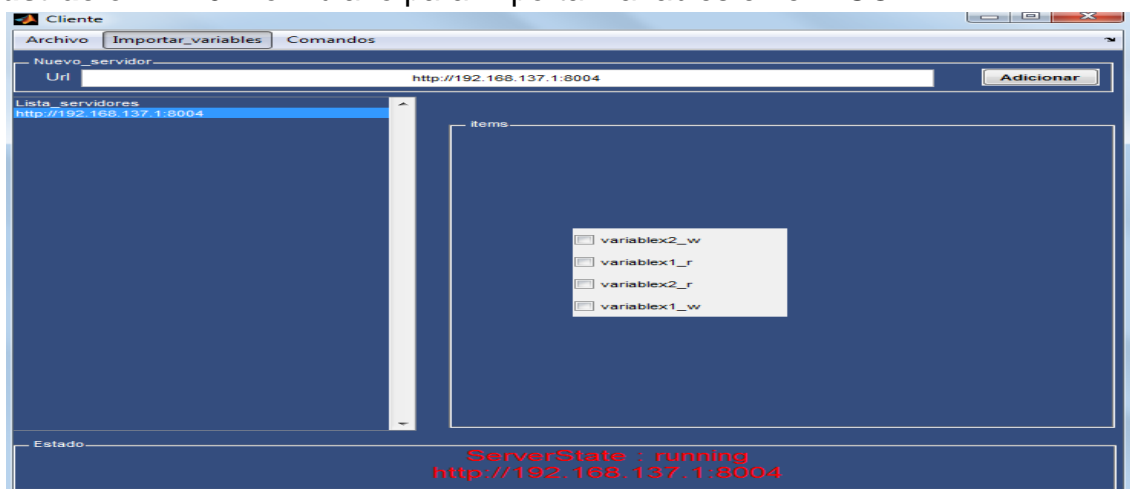 Cliente
Archivo Importar_variables Comandos
Nuevo_servidor
Url http://192.168.137.1:8004 Adicionar
Lista_servidores
http://192.168.137.1:8004
items
variablex2_w
variablex1_r
variablex2_r
variablex1_w
Estado
ServerState : running
http://192.168.137.1:8004